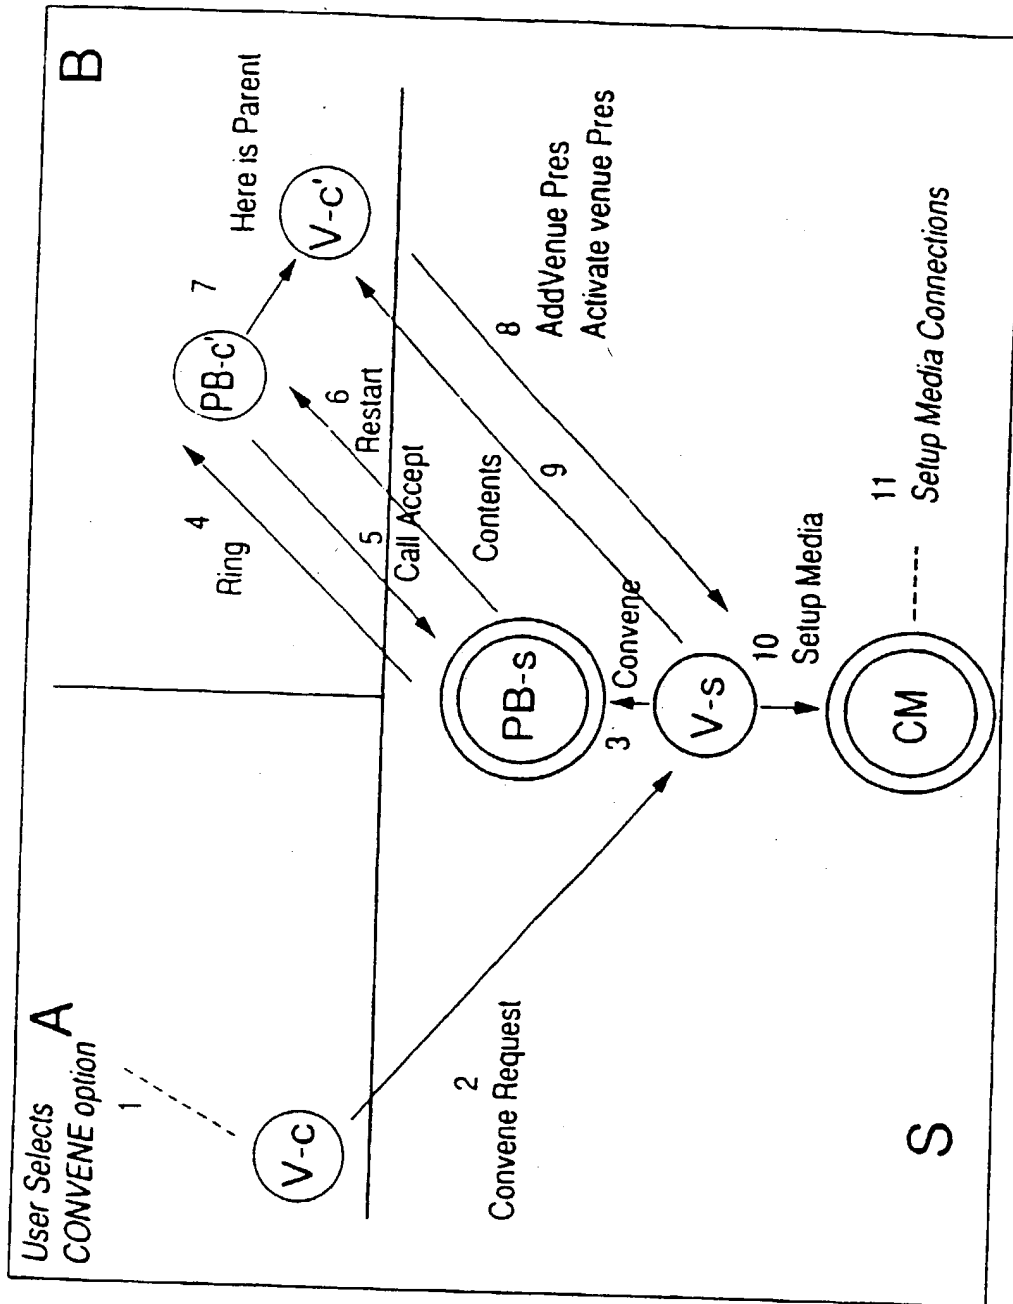 User Selects
CONVENE option
A
1
V-c
2
Convene Request
S
B
4
Ring
PB-c'
7
Here is Parent
V-c'
5
Call Accept
6
Restart
Contents
PB-s
3
Convene
V-s
9
8
AddVenue Pres
Activate venue Pres
10
Setup Media
CM
11
Setup Media Connections